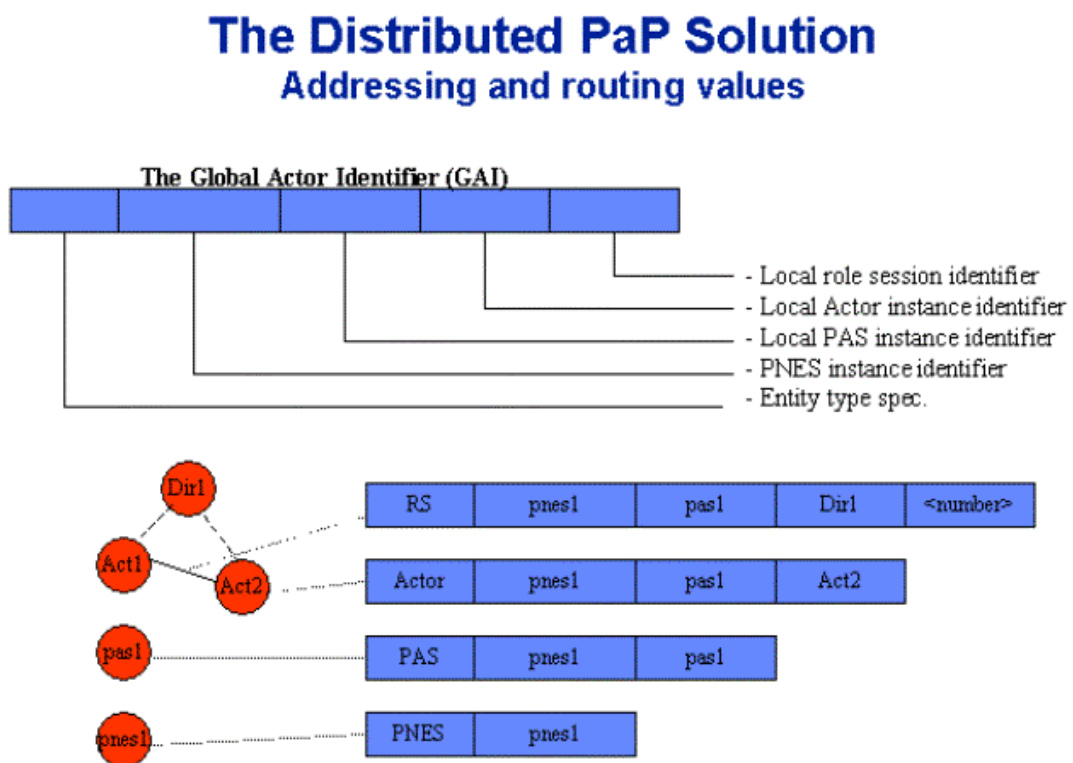 The Distributed PaP Solution
Addressing and routing values
The Global Actor Identifier (GAI)
- Local role session identifier
- Local Actor instance identifier
- Local PAS instance identifier
- PNES instance identifier
- Entity type spec.
Dir1
RS pnes1 pas1 Dir1 <number>
Act1
Act2
Actor pnes1 pas1 Act2
pas1
PAS pnes1 pas1
pnes1
PNES pnes1